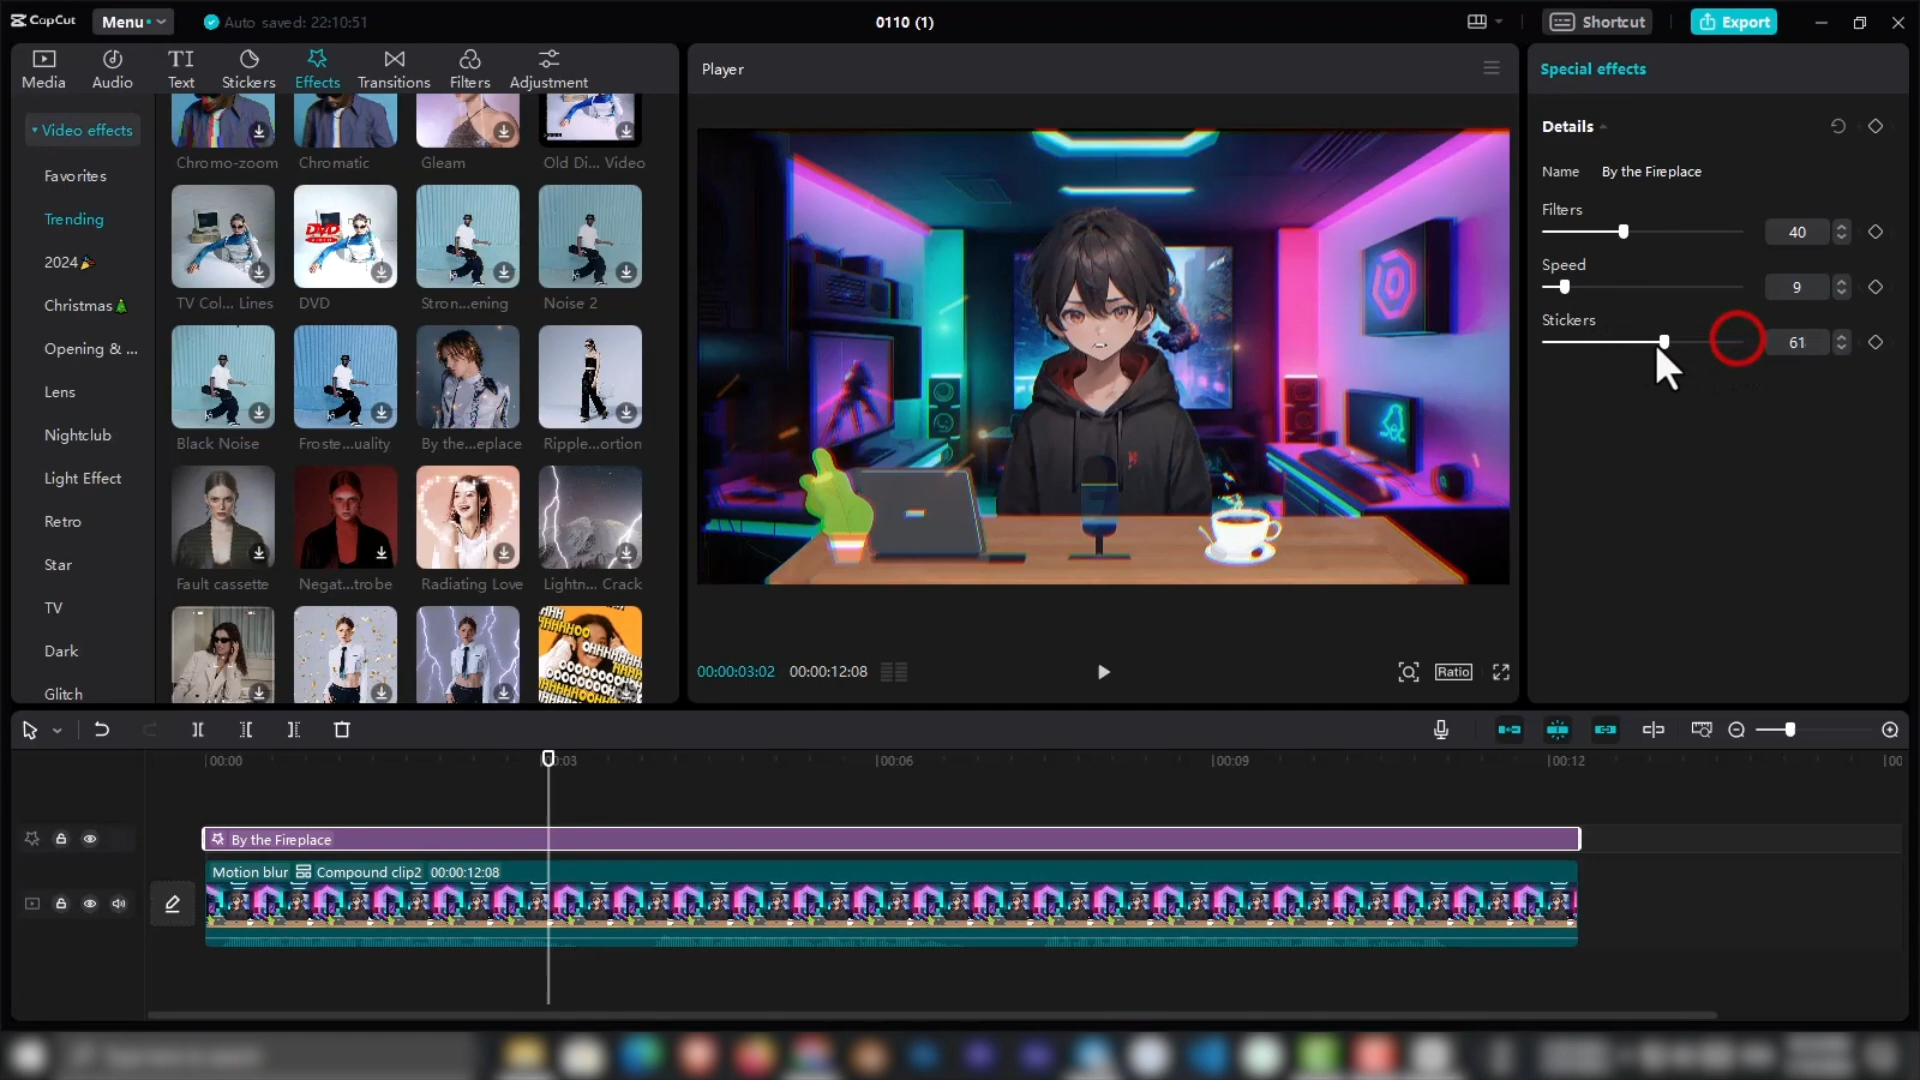 CapCut
Menu
Auto saved: 22:10:51
0110 (1)
Shortcut
Export
Media
Audio
TI
Text
Stickers
Effects
Transitions
Filters
Adjustment
Video effects
Favorites
Trending
2024
Christmas
Opening & ...
Lens
Nightclub
Light Effect
Retro
Star
TV
Dark
Glitch
Chromo-zoom
Chromatic
Gleam
Old Di... Video
TV Col... Lines
DVD
Stron...ening
Noise 2
Black Noise
Froste...uality
By the...eplace
Ripple...ortion
Fault cassette
Negat...trobe
Radiating Love
Lightn... Crack
Player
00:00:03:02
00:00:12:08
Ratio
Special effects
Details
Name
By the Fireplace
Filters
40
Speed
9
Stickers
61
00:00
0:03
00:06
00:09
00:12
00
By the Fireplace
Motion blur
Compound clip2
00:00:12:08